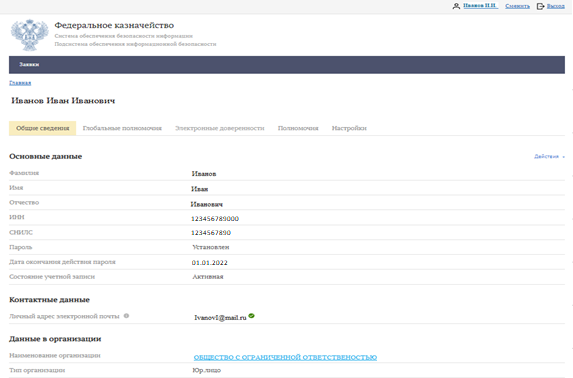 Иванов И.И. Сменить Выход
Федеральное казначейство
Система обеспечения безопасности информации
Подсистема обеспечения информационной безопасности
Заявки
Главная
Иванов Иван Иванович
Общие сведения Глобальные полномочия Электронные доверенности Полномочия Настройки
Основные данные Действия
Фамилия Иванов
Имя Иван
Отчество Иванович
ИНН 123456789000
СНИЛС 1234567890
Пароль Установлен
Дата окончания действия пароля 01.01.2022
Состояние учетной записи Активная
Контактные данные
Личный адрес электронной почты IvanovI@mail.ru
Данные в организации
Наименование организации ОБЩЕСТВО С ОГРАНИЧЕННОЙ ОТВЕТСТВЕНОСТЬЮ
Тип организации Юр.лицо